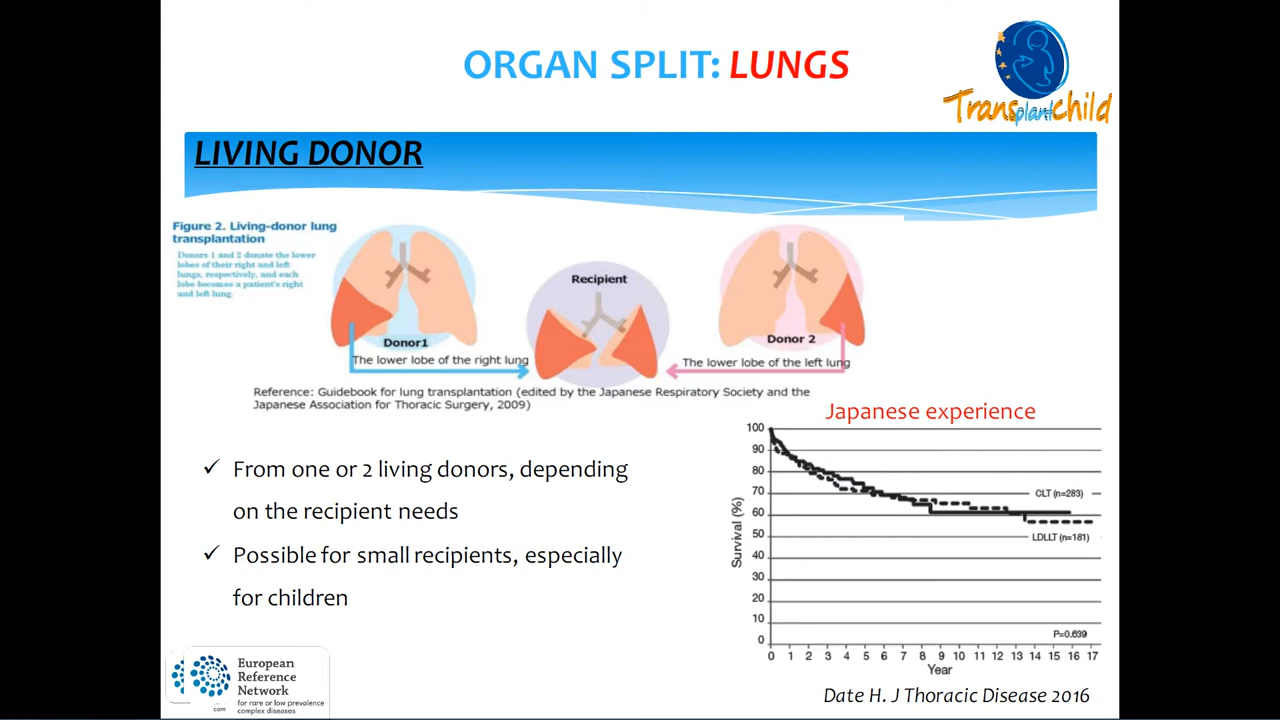 ORGAN SPLIT: LUNGS
Transplantchild
LIVING DONOR
Figure 2. Living-donor lung
transplantation
Donors 1 and 2 donate the lower
lobes of their right and left
lungs, respectively, and each
lobe becomes a patient's right
and left lung.
Recipient
Donor1
Donor 2
The lower lobe of the right lung
The lower lobe of the left lung
Reference: Guidebook for lung transplantation (edited by the Japanese Respiratory Society and the
Japanese Association for Thoracic Surgery, 2009)
✓ From one or 2 living donors, depending
on the recipient needs
✓ Possible for small recipients, especially
for children
Japanese experience
100
90
80
70
60
50
40
30
20
10
0
Survival (%)
CLT (n=283)
LDLLT (n=181)
P=0.639
0 1 2 3 4 5 6 7 8 9 10 11 12 13 14 15 16 17
Year
Date H. J Thoracic Disease 2016
European
Reference
Network
for rare or low prevalence
complex diseases
com